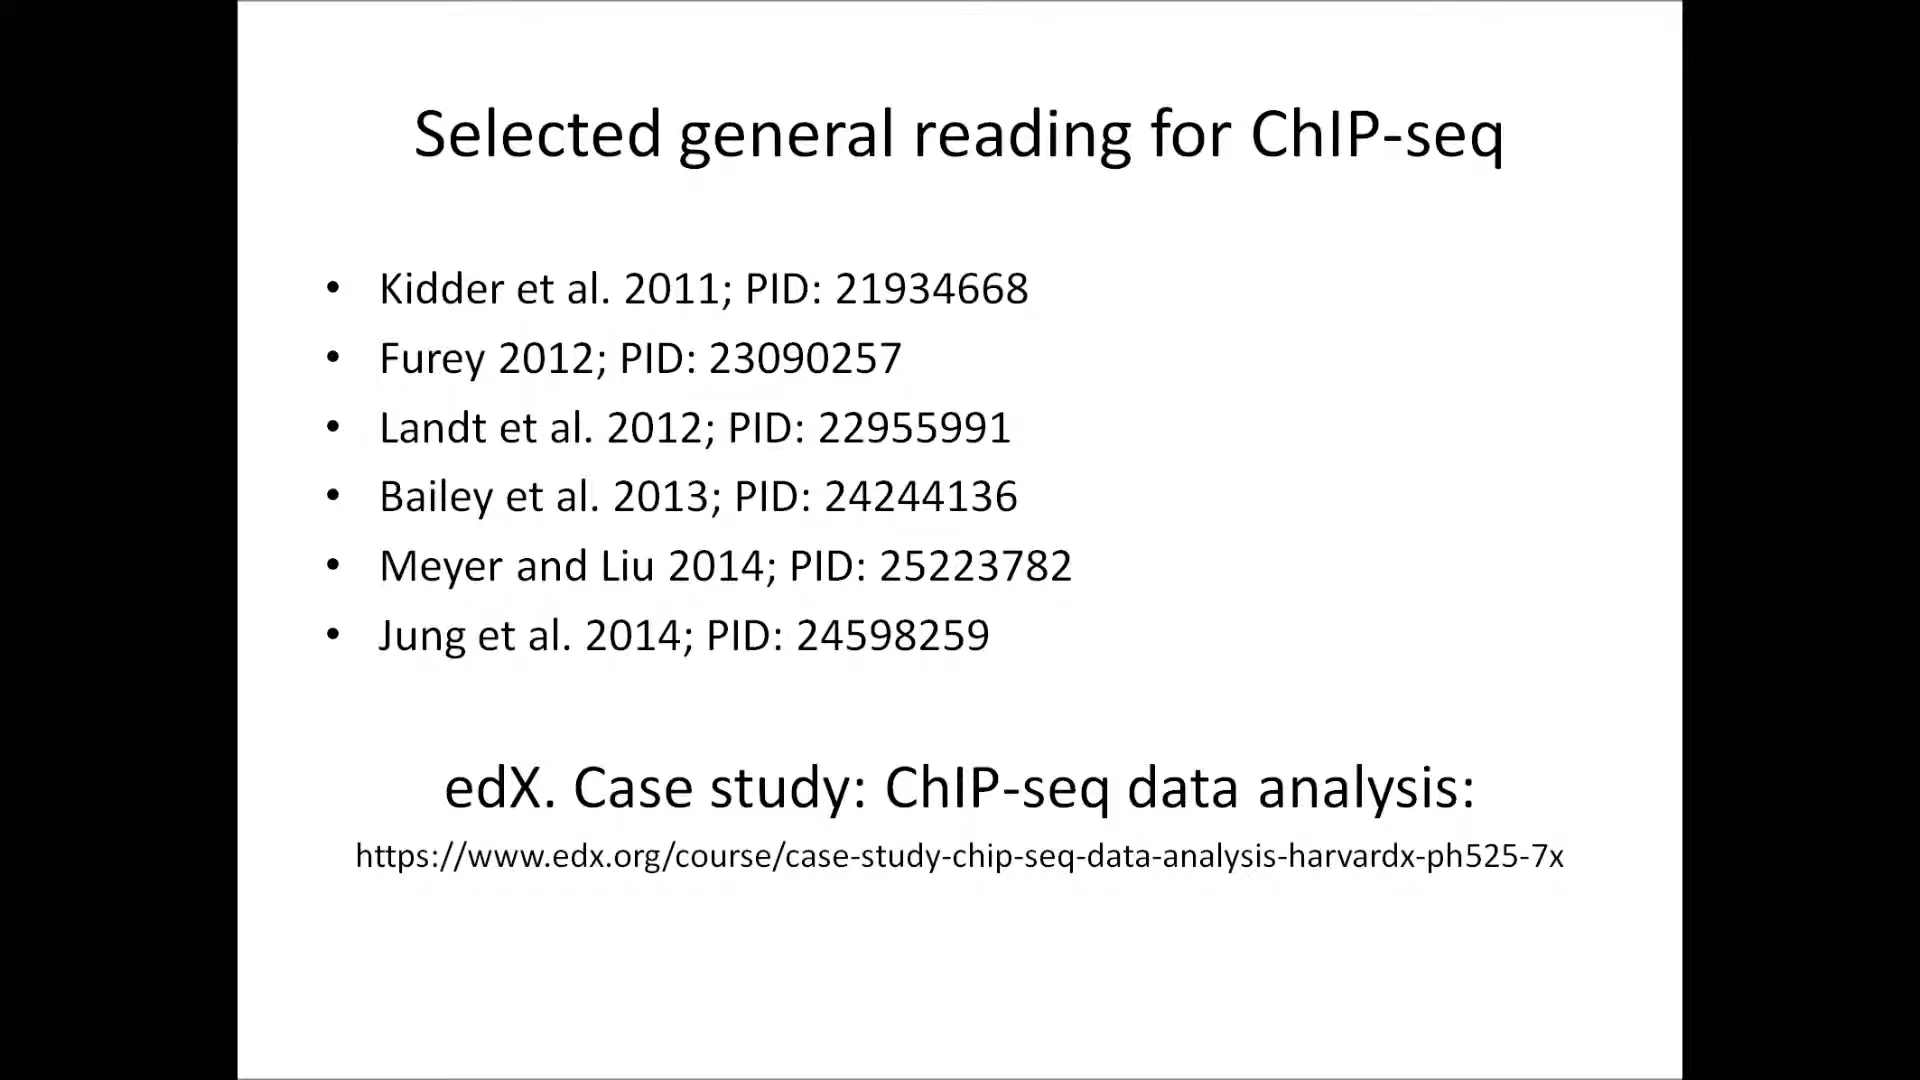 Selected general reading for ChIP-seq
• Kidder et al. 2011; PID: 21934668
• Furey 2012; PID: 23090257
• Landt et al. 2012; PID: 22955991
• Bailey et al. 2013; PID: 24244136
• Meyer and Liu 2014; PID: 25223782
• Jung et al. 2014; PID: 24598259
edX. Case study: ChIP-seq data analysis:
https://www.edx.org/course/case-study-chip-seq-data-analysis-harvardx-ph525-7x